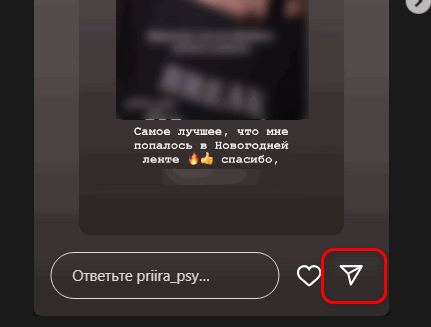 Самое лучшее, что мне
попалось в Новогодней
ленте 🔥👍 спасибо,
Ответьте priira_psy...